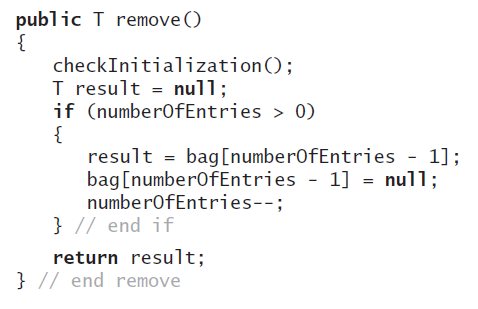 public T remove()
{
checkInitialization();
T result = null;
if (numberOfEntries > 0)
{
result = bag[numberOfEntries - 1];
bag[numberOfEntries - 1] = null;
numberOfEntries--;
} // end if
return result;
} // end remove